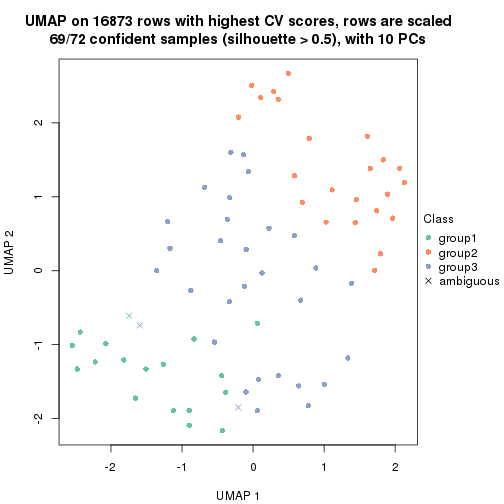 UMAP on 16873 rows with highest CV scores, rows are scaled
69/72 confident samples (silhouette > 0.5), with 10 PCs
2
1
0
-1
-2
UMAP 2
-2
-1
0
1
2
UMAP 1
Class
group1
group2
group3
ambiguous